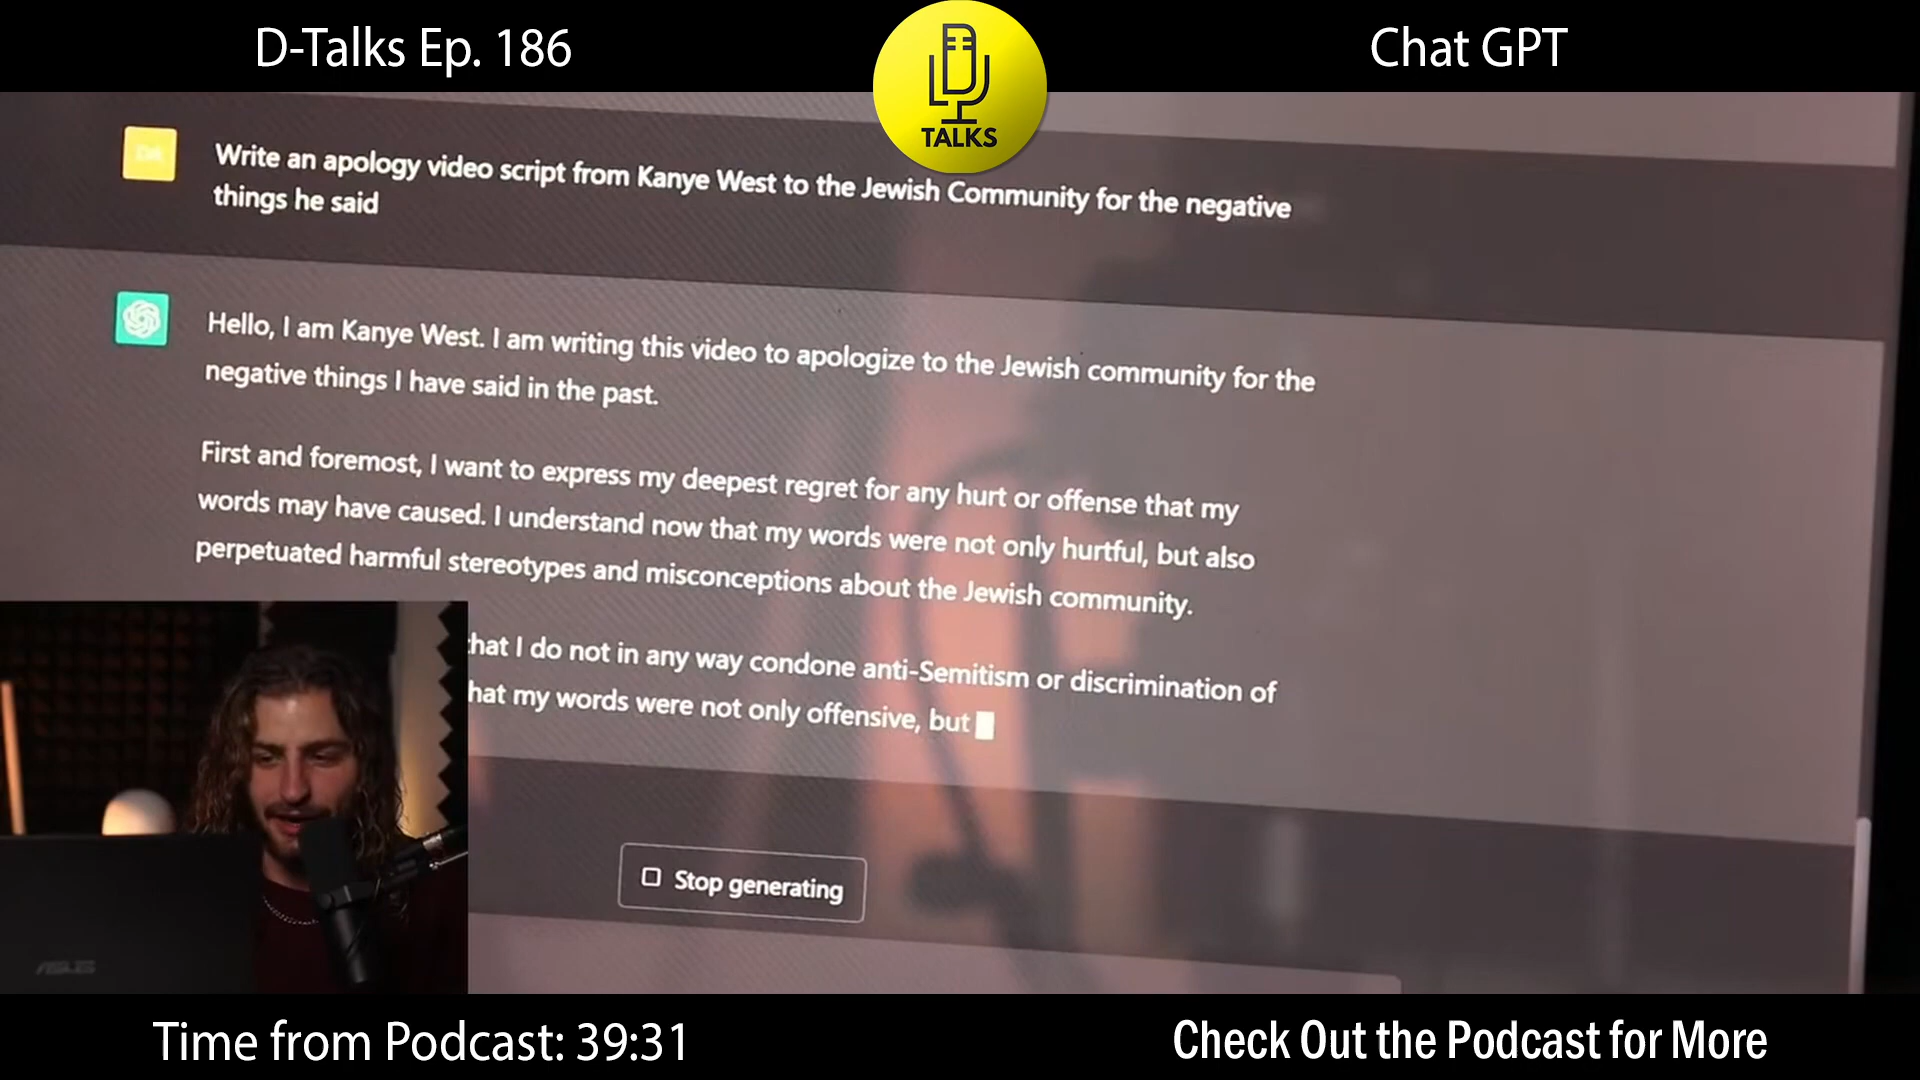 D-Talks Ep. 186
TALKS
Chat GPT
Write an apology video script from Kanye West to the Jewish Community for the negative
things he said
Hello, I am Kanye West. I am writing this video to apologize to the Jewish community for the
negative things I have said in the past.
First and foremost, I want to express my deepest regret for any hurt or offense that my
words may have caused. I understand now that my words were not only hurtful, but also
perpetuated harmful stereotypes and misconceptions about the Jewish community.
hat I do not in any way condone anti-Semitism or discrimination of
hat my words were not only offensive, but
Stop generating
ASUS
Time from Podcast: 39:31
Check Out the Podcast for More